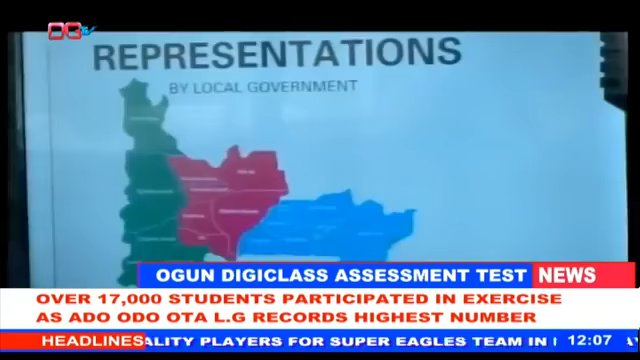 REPRESENTATIONS
BY LOCAL GOVERNMENT
OGUN DIGICLASS ASSESSMENT TEST NEWS
OVER 17,000 STUDENTS PARTICIPATED IN EXERCISE
AS ADO ODO OTA L.G RECORDS HIGHEST NUMBER
HEADLINES ALITY PLAYERS FOR SUPER EAGLES TEAM IN 12:07